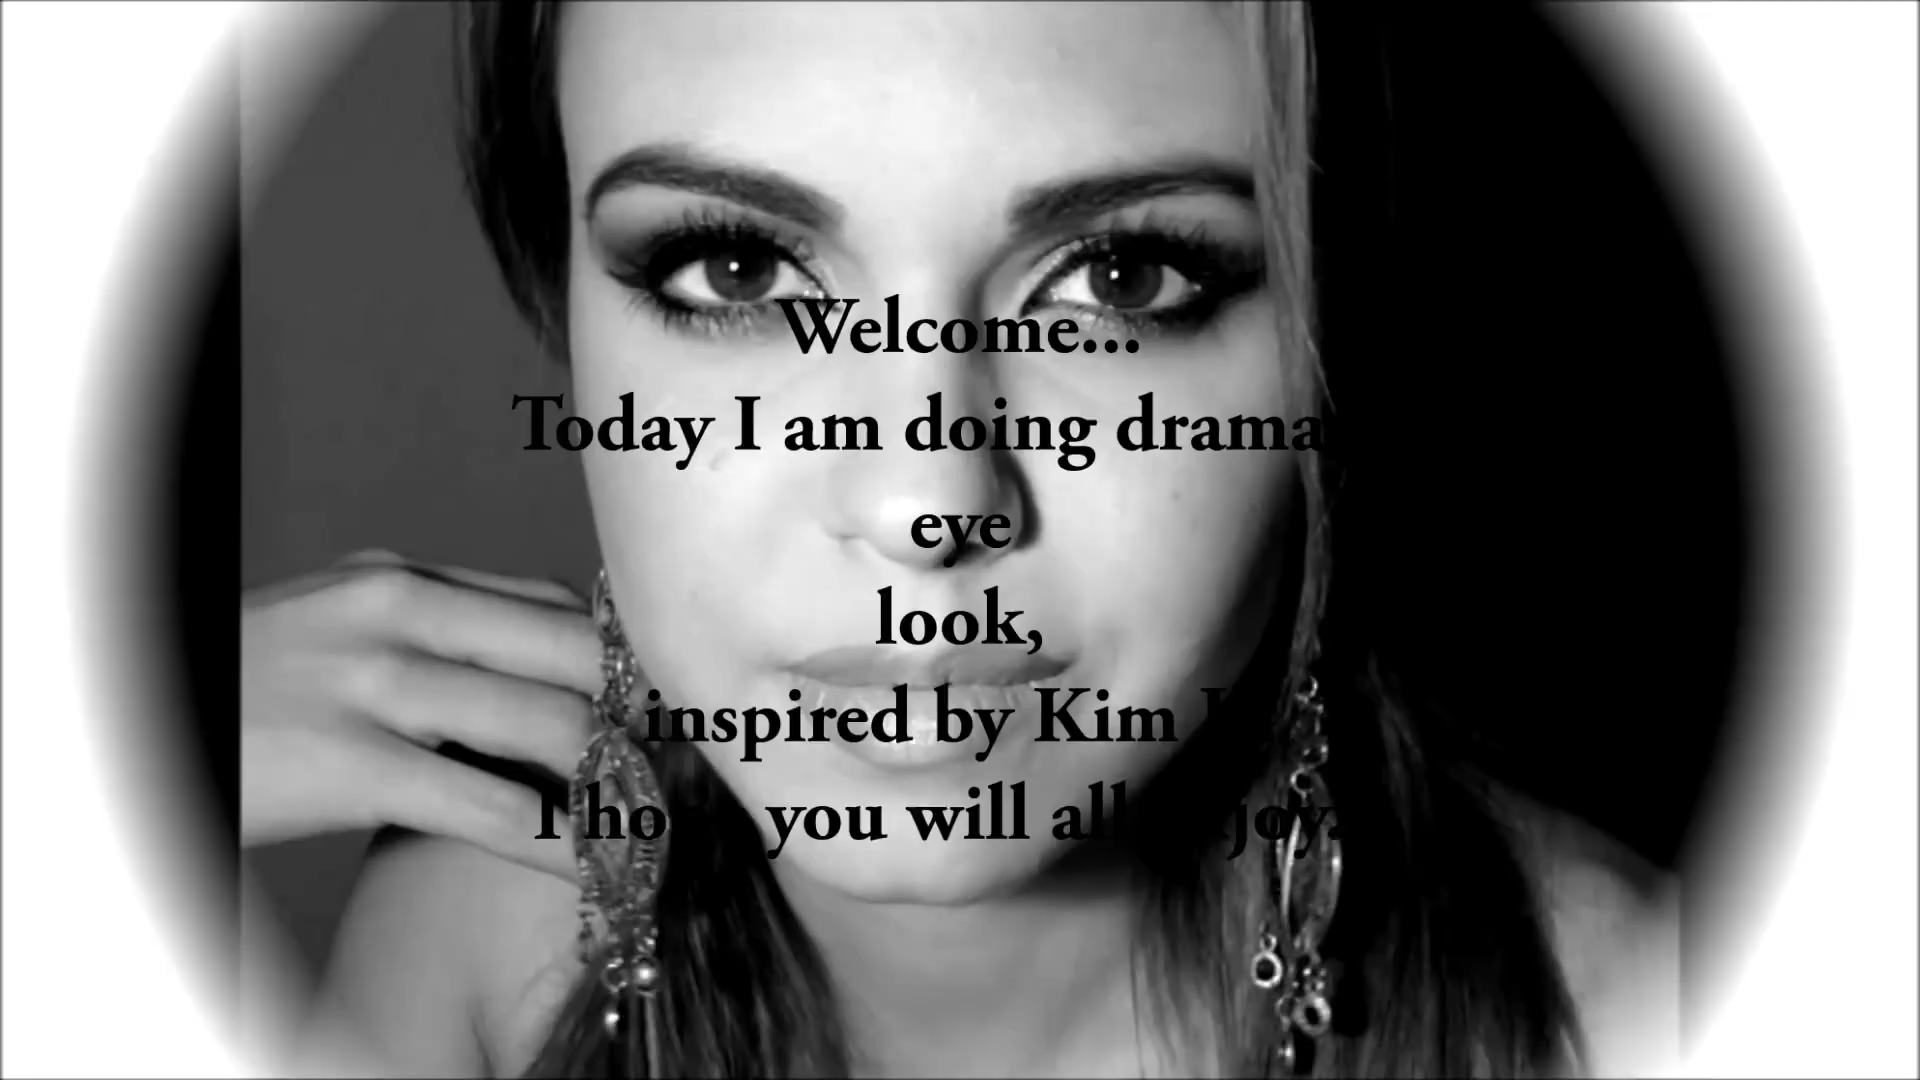 Welcome...
Today I am doing drama
eye
look,
inspired by Kim
I you will all